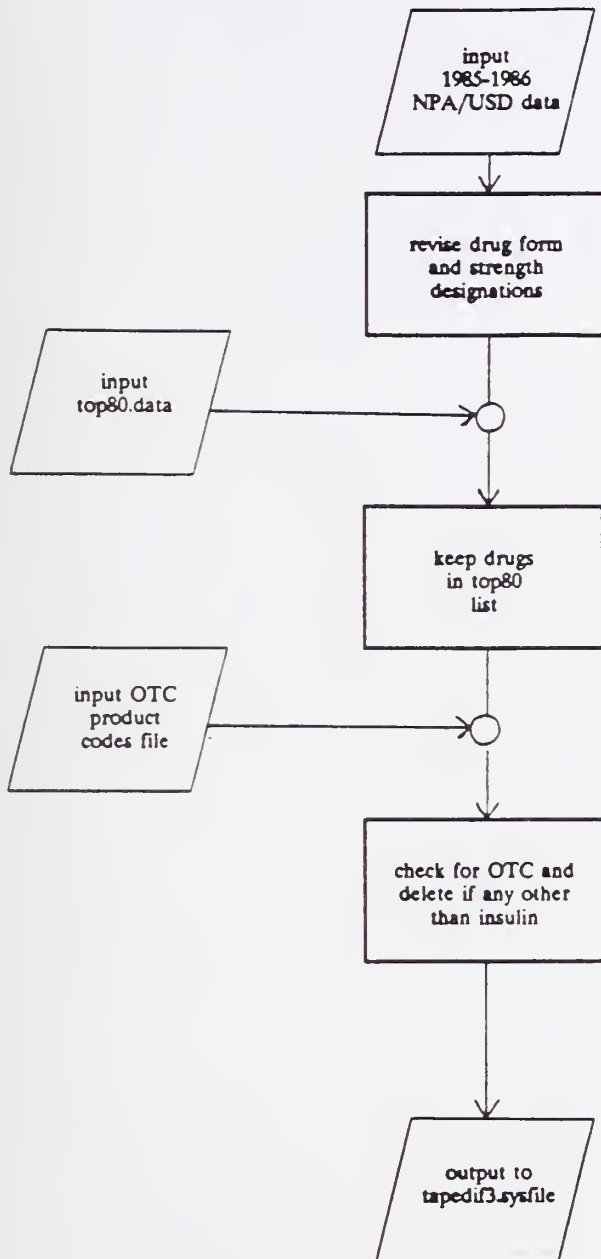 input
1985-1986
NPA/USD data
revise drug form
and strength
designations
input
top80.data
keep drugs
in top80
list
input OTC
product
codes file
check for OTC and
delete if any other
than insulin
output to
tapedif3.sysfile